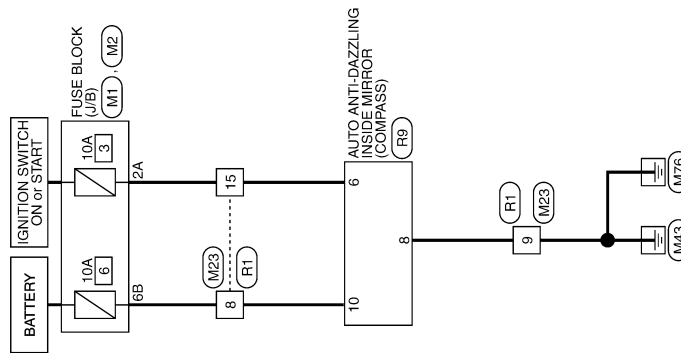 IGNITION SWITCH
ON or START
BATTERY
FUSE BLOCK
(J/B)
M1 , M2
10A
3
10A
6
2A
6B
15
8
M23
R1
AUTO ANTI-DAZZLING
INSIDE MIRROR
(COMPASS)
R9
6
10
8
R1
9
M23
M76
M43